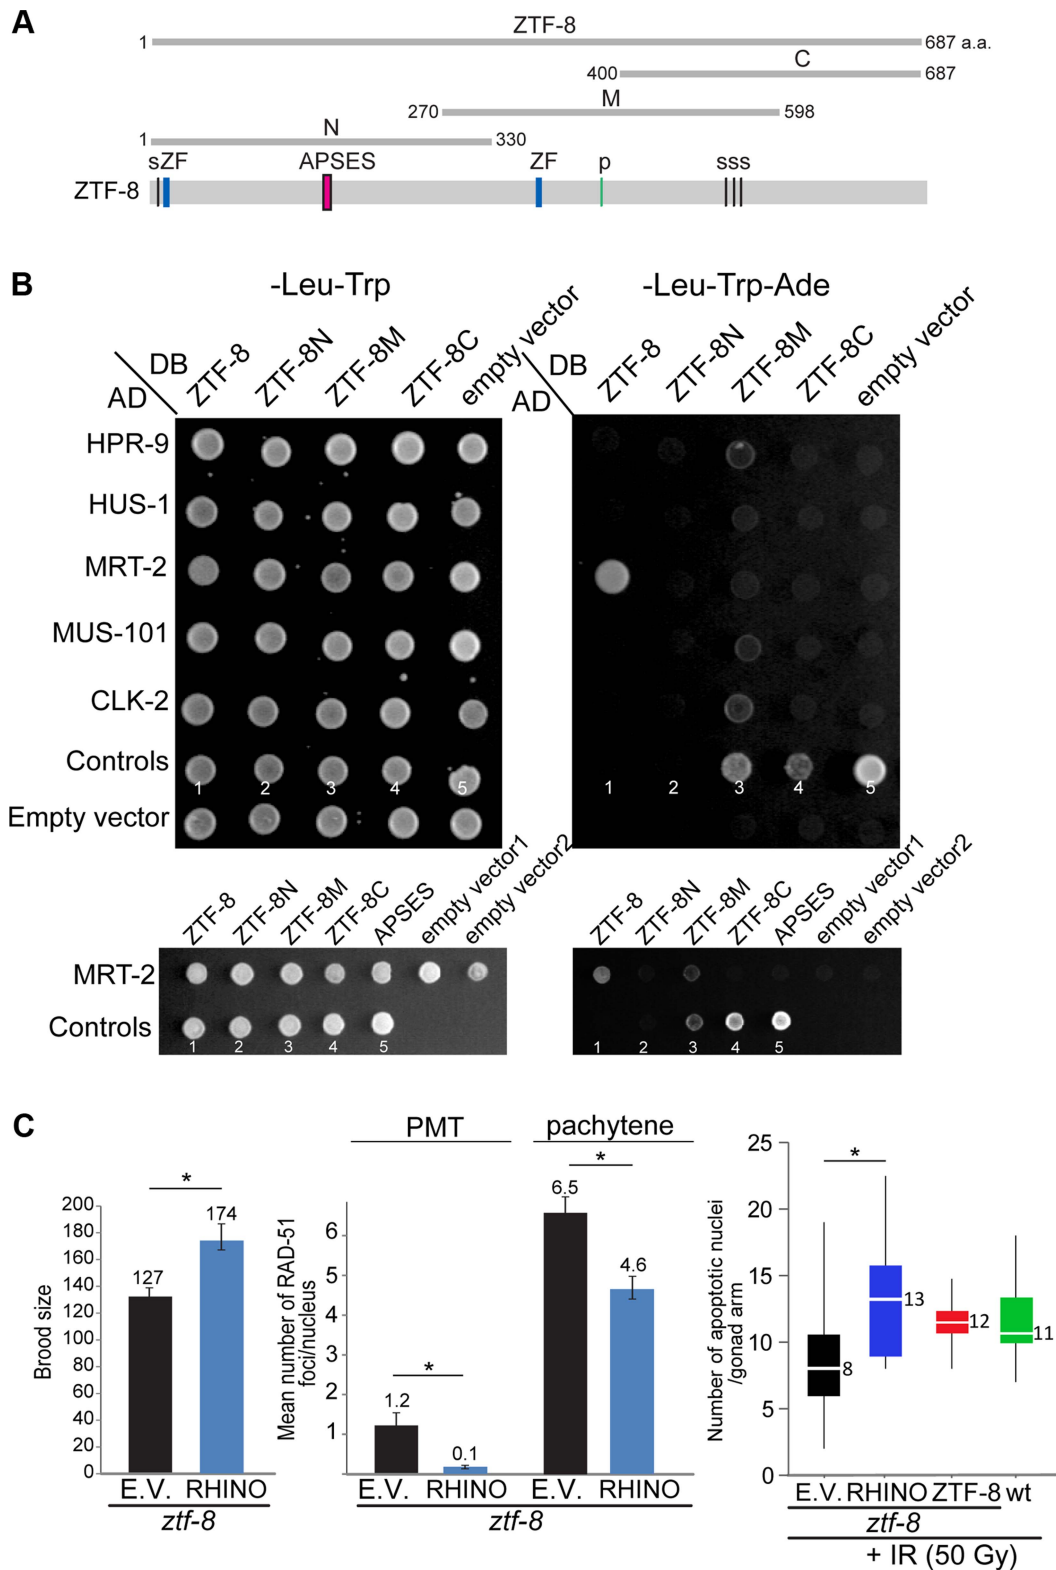 A
ZTF-8
1
687 a.a.
C
400
687
M
270
598
N
1
330
sZF
APSES
ZF
p
sss
ZTF-8
B
-Leu-Trp
-Leu-Trp-Ade
DB
AD
ZTF-8
ZTF-8N
ZTF-8M
ZTF-8C
empty vector
DB
AD
ZTF-8
ZTF-8N
ZTF-8M
ZTF-8C
empty vector
HPR-9
HUS-1
MRT-2
MUS-101
CLK-2
Controls
1 2 3 4 5
1 2 3 4 5
Empty vector
ZTF-8
ZTF-8N
ZTF-8M
ZTF-8C
APSES
empty vector1
empty vector2
ZTF-8
ZTF-8N
ZTF-8M
ZTF-8C
APSES
empty vector1
empty vector2
MRT-2
Controls
1 2 3 4 5
1 2 3 4 5
C
Brood size
200
180
160
140
120
100
80
60
40
20
0
*
127
174
E.V. RHINO
ztf-8
PMT
pachytene
Mean number of RAD-51
foci/nucleus
6
5
4
3
2
1
*
1.2
0.1
*
6.5
4.6
E.V. RHINO E.V. RHINO
ztf-8
Number of apoptotic nuclei
/gonad arm
25
20
15
10
5
0
*
8
13
12
11
E.V. RHINO ZTF-8 wt
ztf-8
+ IR (50 Gy)